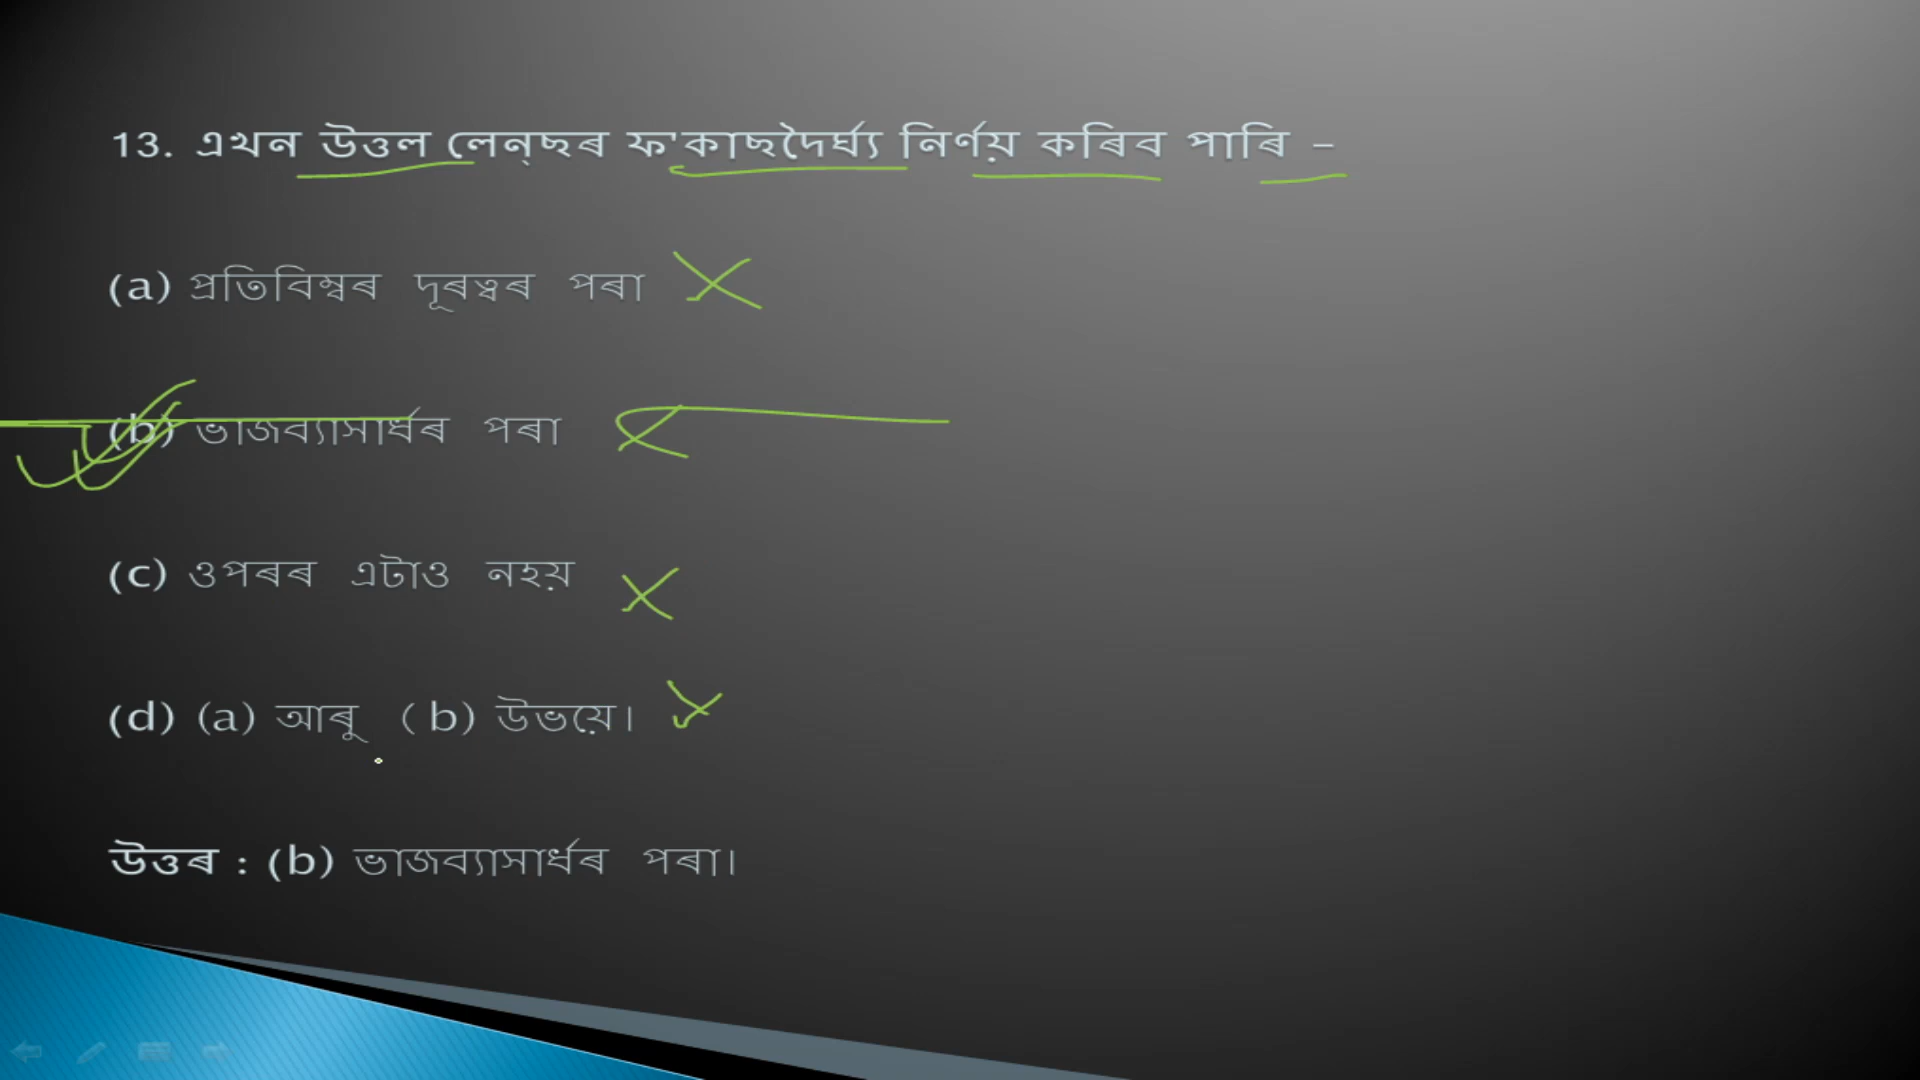 13. এখন উত্তল লেন্ছৰ ফ'কাছদৈৰ্ঘ্য নিৰ্ণয় কৰিব পাৰি –
(a) প্ৰতিবিম্বৰ দূৰত্বৰ পৰা
(b) ভাজব্যাসাৰ্ধৰ পৰা
(c) ওপৰৰ এটাও নহয়
(d) (a) আৰু (b) উভয়ে।
উত্তৰ : (b) ভাজব্যাসাৰ্ধৰ পৰা।